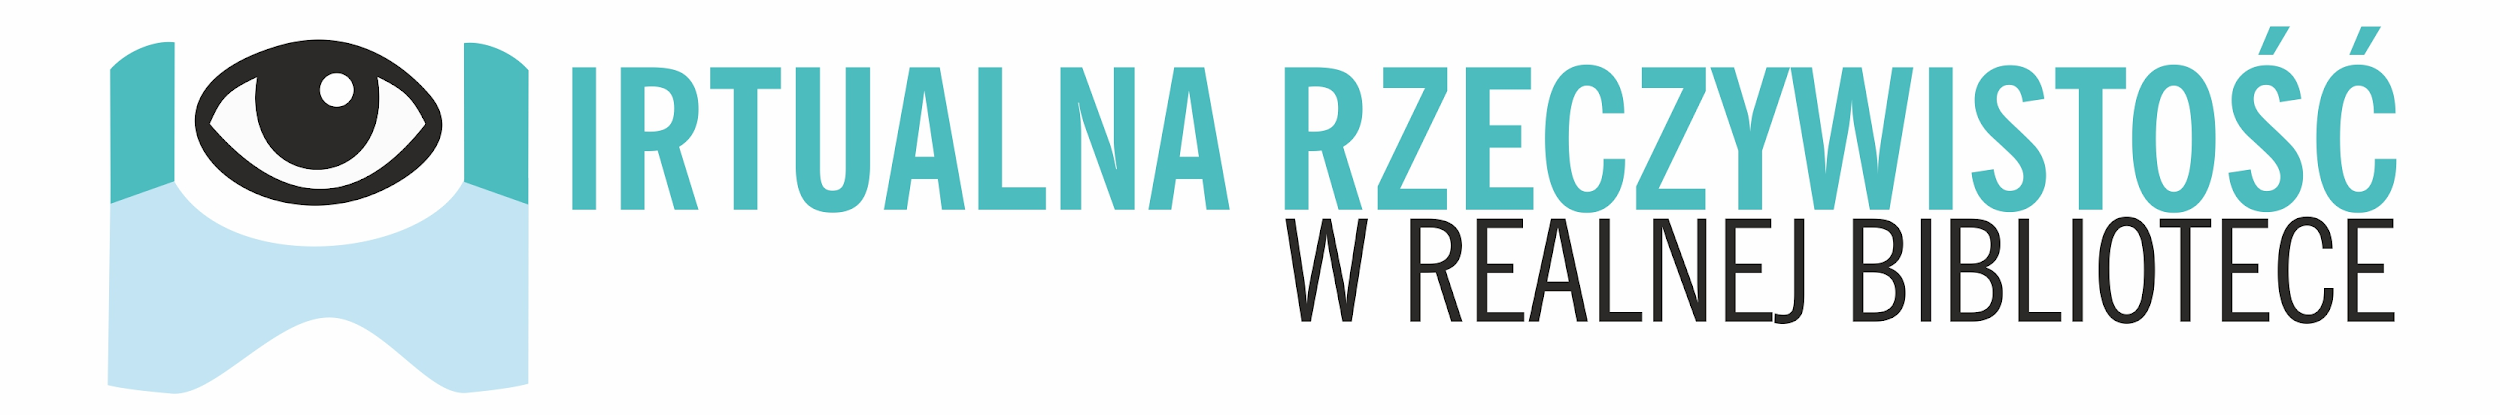 IRTUALNA RZECZYWISTOŚĆ
W REALNEJ BIBLIOTECE